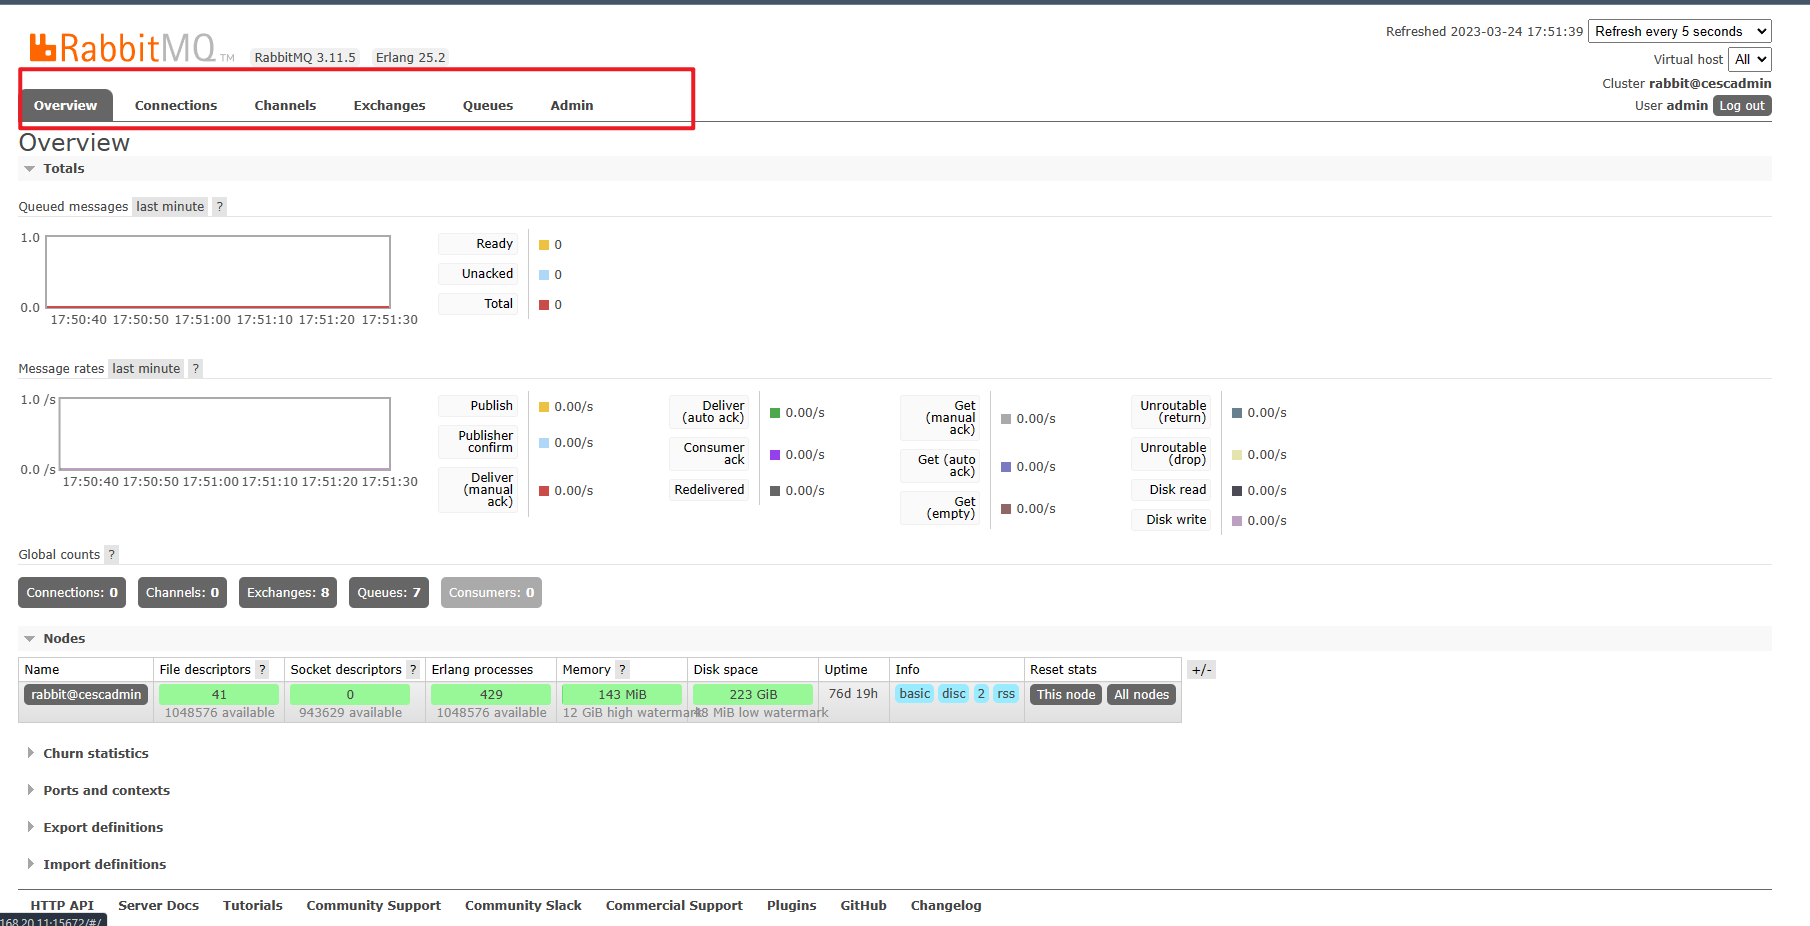 RabbitMQ TM RabbitMQ 3.11.5 Erlang 25.2
Refreshed 2023-03-24 17:51:39 Refresh every 5 seconds
Virtual host All
Cluster rabbit@cescadmin
User admin Log out
Overview Connections Channels Exchanges Queues Admin
Overview
Totals
Queued messages last minute ?
1.0
0.0
17:50:40 17:50:50 17:51:00 17:51:10 17:51:20 17:51:30
Ready 0
Unacked 0
Total 0
Message rates last minute ?
1.0 /s
0.0 /s
17:50:40 17:50:50 17:51:00 17:51:10 17:51:20 17:51:30
Publish 0.00/s
Publisher
confirm 0.00/s
Deliver
(manual
ack) 0.00/s
Deliver
(auto ack) 0.00/s
Consumer
ack 0.00/s
Redelivered 0.00/s
Get
(manual
ack) 0.00/s
Get (auto
ack) 0.00/s
Get
(empty) 0.00/s
Unroutable
(return) 0.00/s
Unroutable
(drop) 0.00/s
Disk read 0.00/s
Disk write 0.00/s
Global counts ?
Connections: 0 Channels: 0 Exchanges: 8 Queues: 7 Consumers: 0
Nodes
Name File descriptors ? Socket descriptors ? Erlang processes Memory ? Disk space Uptime Info Reset stats +/-
rabbit@cescadmin 41 0 429 143 MiB 223 GiB 76d 19h basic disc 2 rss This node All nodes
1048576 available 943629 available 1048576 available 12 GiB high watermark 48 MiB low watermark
Churn statistics
Ports and contexts
Export definitions
Import definitions
HTTP API Server Docs Tutorials Community Support Community Slack Commercial Support Plugins GitHub Changelog
168.20.11:15672/#/